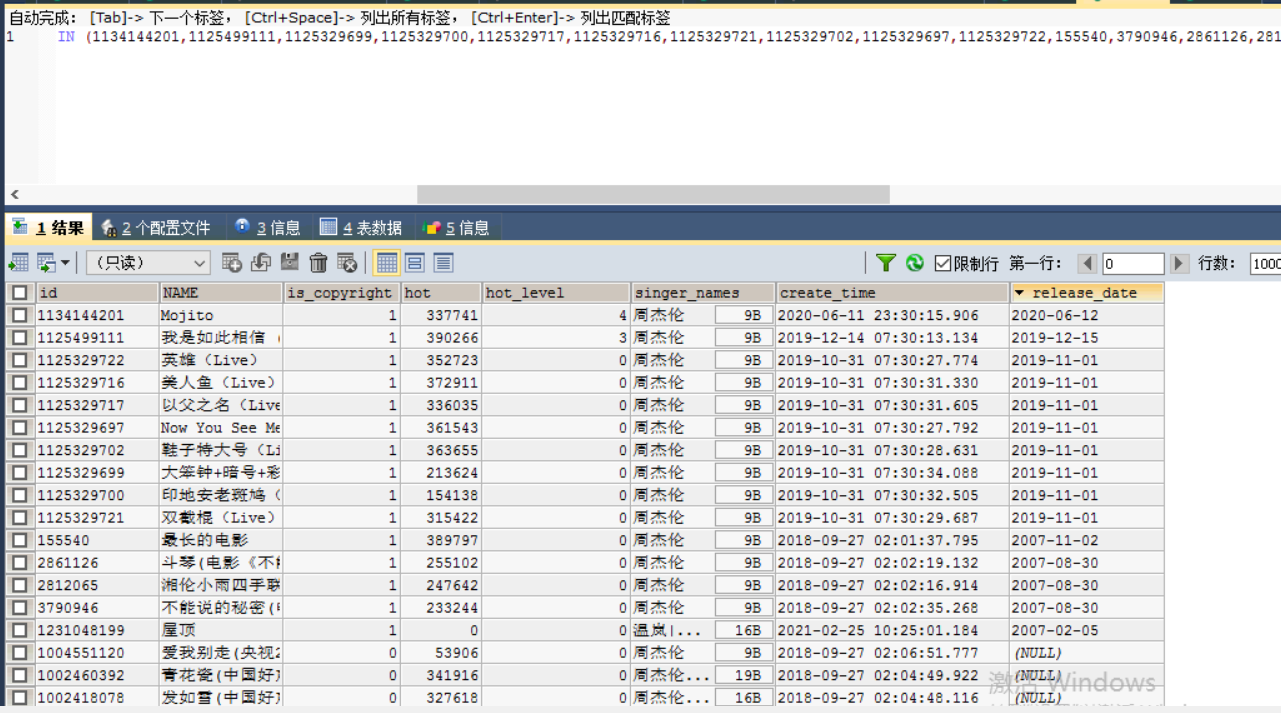 自动完成： [Tab]-> 下一个标签， [Ctrl+Space]-> 列出所有标签， [Ctrl+Enter]-> 列出匹配标签
1 IN (1134144201,1125499111,1125329699,1125329700,1125329717,1125329716,1125329721,1125329702,1125329697,1125329722,155540,3790946,2861126,281
1 结果 2 个配置文件 3 信息 4 表数据 5 信息
（只读） 限制行 第一行： 0 行数： 1000
id NAME is_copyright hot hot_level singer_names create_time release_date
1134144201 Mojito 1 337741 4 周杰伦 9B 2020-06-11 23:30:15.906 2020-06-12
1125499111 我是如此相信 1 390266 3 周杰伦 9B 2019-12-14 07:30:13.134 2019-12-15
1125329722 英雄（Live） 1 352723 0 周杰伦 9B 2019-10-31 07:30:27.774 2019-11-01
1125329716 美人鱼（Live） 1 372911 0 周杰伦 9B 2019-10-31 07:30:31.330 2019-11-01
1125329717 以父之名（Live 1 336035 0 周杰伦 9B 2019-10-31 07:30:31.605 2019-11-01
1125329697 Now You See Me 1 361543 0 周杰伦 9B 2019-10-31 07:30:27.792 2019-11-01
1125329702 鞋子特大号（Li 1 363655 0 周杰伦 9B 2019-10-31 07:30:28.631 2019-11-01
1125329699 大笨钟+暗号+彩 1 213624 0 周杰伦 9B 2019-10-31 07:30:34.088 2019-11-01
1125329700 印地安老斑鸠（ 1 154138 0 周杰伦 9B 2019-10-31 07:30:32.505 2019-11-01
1125329721 双截棍（Live） 1 315422 0 周杰伦 9B 2019-10-31 07:30:29.687 2019-11-01
155540 最长的电影 1 389797 0 周杰伦 9B 2018-09-27 02:01:37.795 2007-11-02
2861126 斗琴(电影《不能 1 255102 0 周杰伦 9B 2018-09-27 02:02:19.132 2007-08-30
2812065 湘伦小雨四手联 1 247642 0 周杰伦 9B 2018-09-27 02:02:16.914 2007-08-30
3790946 不能说的秘密( 1 233244 0 周杰伦 9B 2018-09-27 02:02:35.268 2007-08-30
1231048199 屋顶 1 0 0 温岚|... 16B 2021-02-25 10:25:01.184 2007-02-05
1004551120 爱我别走(央视2 0 53906 0 周杰伦 9B 2018-09-27 02:06:51.777 (NULL)
1002460392 青花瓷(中国好 0 341916 0 周杰伦... 19B 2018-09-27 02:04:49.922 (NULL)
1002418078 发如雪(中国好 0 327618 0 周杰伦... 16B 2018-09-27 02:04:48.116 (NULL)
激活 Windows